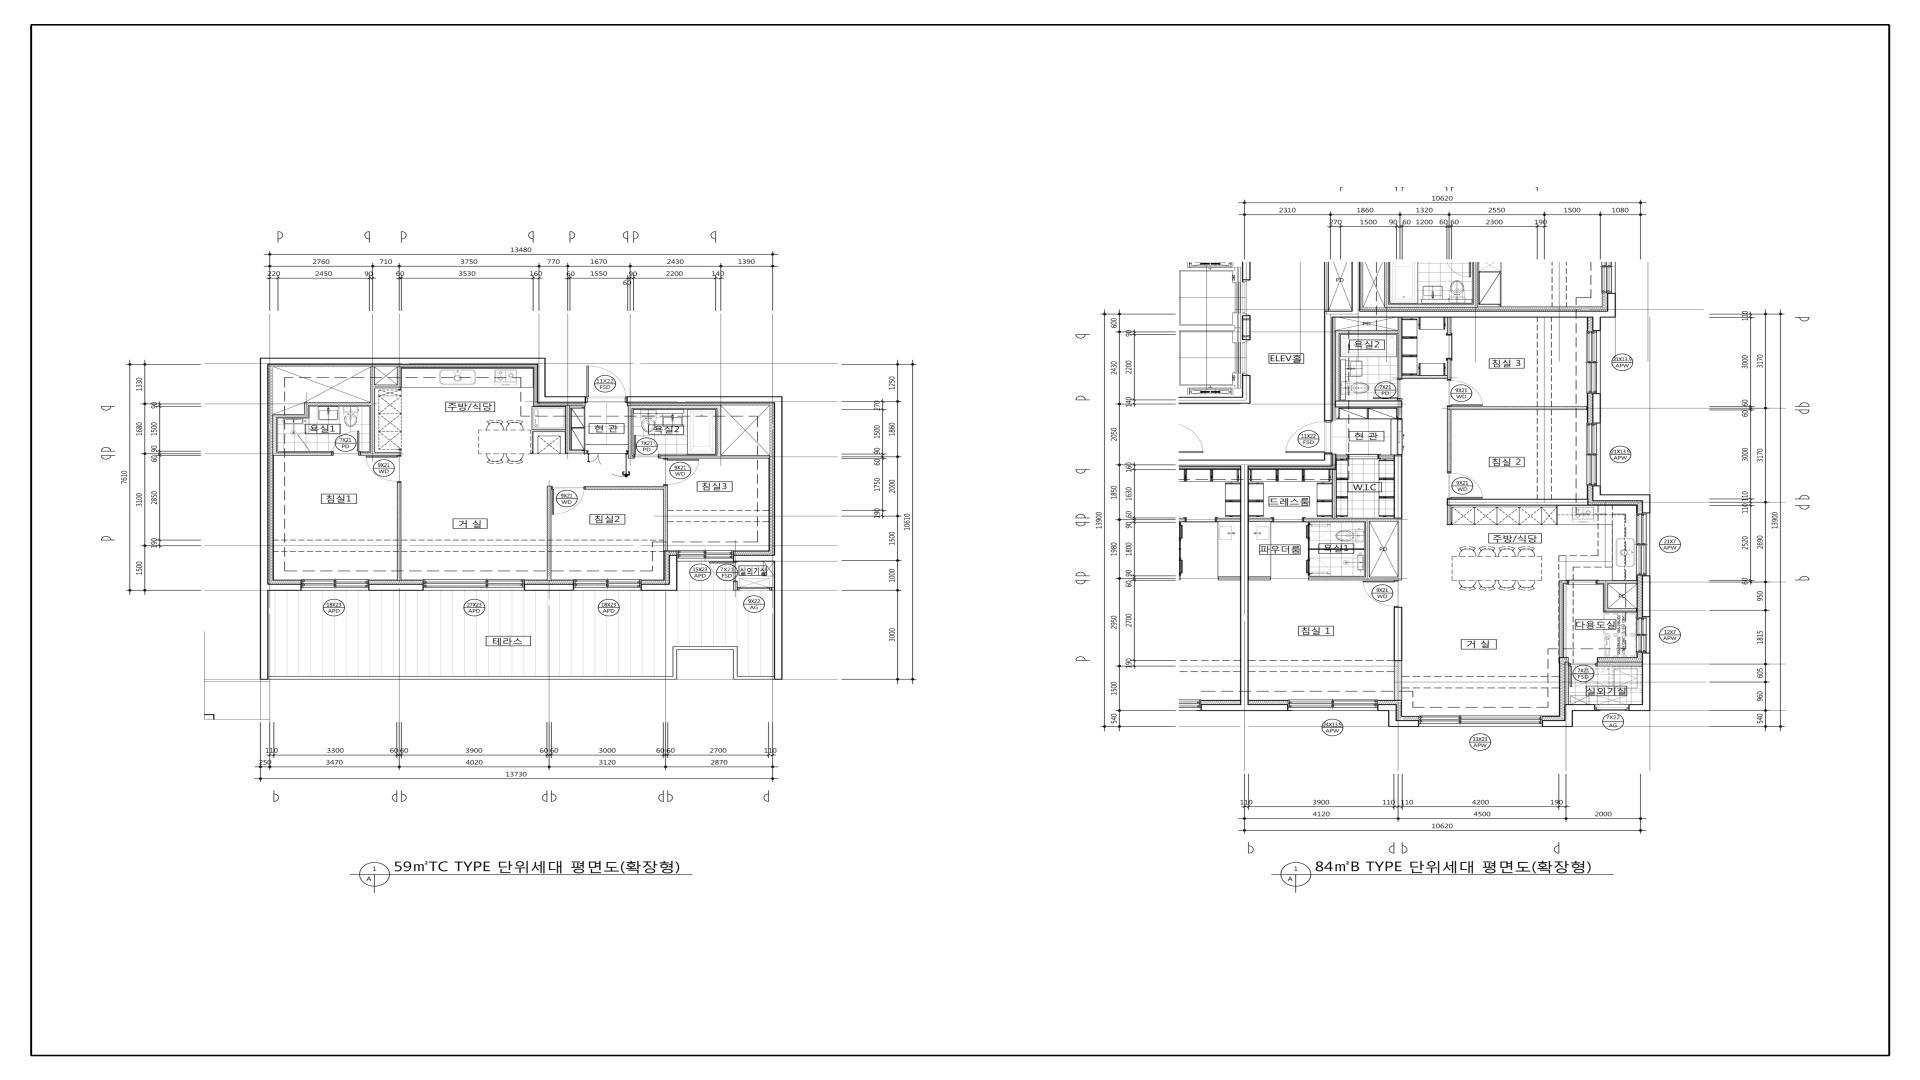 13480
2760 710 3750 770 1670 2430 1390
220 2450 90 60 3530 160 60 1550 90 2200 140
60
1330
1680
3100
1500
7610
90
1500
90
60
2850
190
1250
1860
2000
1500
1000
3000
10610
270
1500
90
60
1750
190
주방/식당
11X22
FSD
현 관
욕실1
욕실2
7X21
PD
7X21
PD
9X21
WD
9X21
WD
9X21
WD
침실1
거 실
침실2
침실3
15X23
APD
7X21
FSD
실외기실
18X23
APD
27X23
APD
18X23
APD
9X22
AG
테라스
110 3300 60 60 3900 60 60 3000 60 60 2700 110
250 3470 4020 3120 2870
13730
1
A
59㎡TC TYPE 단위세대 평면도(확장형)
10620
2310 1860 1320 2550 1500 1080
270 1500 90 60 1200 60 60 2300 190
600
2430
2050
1850
1980
2950
1500
540
13900
90
2200
140
160
1630
60
90
1800
90
60
2700
190
110
3000
60
60
3000
110
110
2520
60
3170
3170
2690
950
1815
605
960
540
13900
PD
PD
욕실2
ELEV홀
침실 3
21X13.5
APW
7X21
PD
9X21
WD
11X22
FSD
현 관
침실 2
21X13.5
APW
9X21
WD
W.I.C
드레스룸
파우더룸
욕실1
PD
주방/식당
21X7
APW
9X21
WD
침실 1
거 실
다용도실
12X7
APW
7X21
FSD
실외기실
24X13.5
APW
33X23
APW
7X22
AG
110 3900 110 110 4200 190
4120 4500 2000
10620
1
A
84㎡B TYPE 단위세대 평면도(확장형)